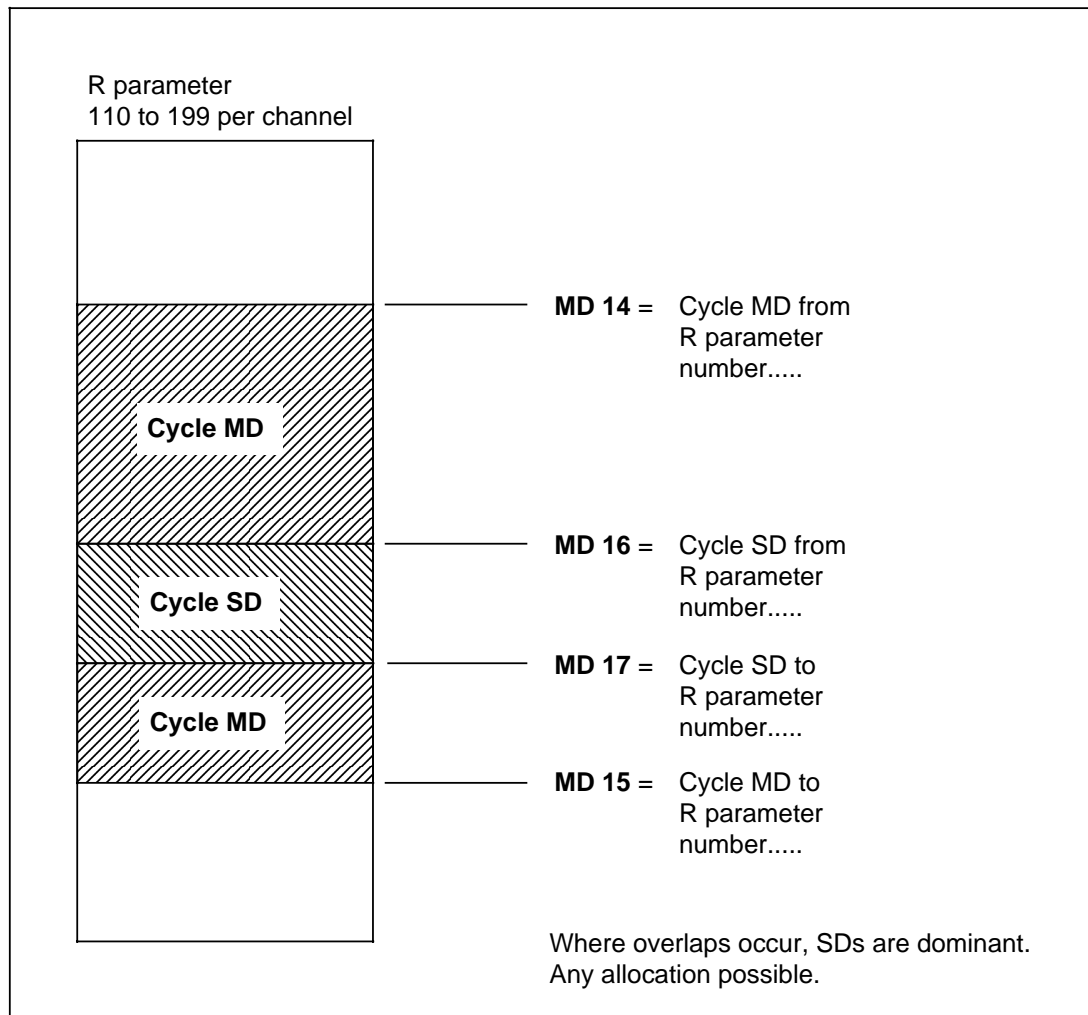 R parameter
110 to 199 per channel
MD 14 = Cycle MD from
R parameter
number.....
Cycle MD
MD 16 = Cycle SD from
R parameter
number.....
Cycle SD
MD 17 = Cycle SD to
R parameter
number.....
Cycle MD
MD 15 = Cycle MD to
R parameter
number.....
Where overlaps occur, SDs are dominant.
Any allocation possible.